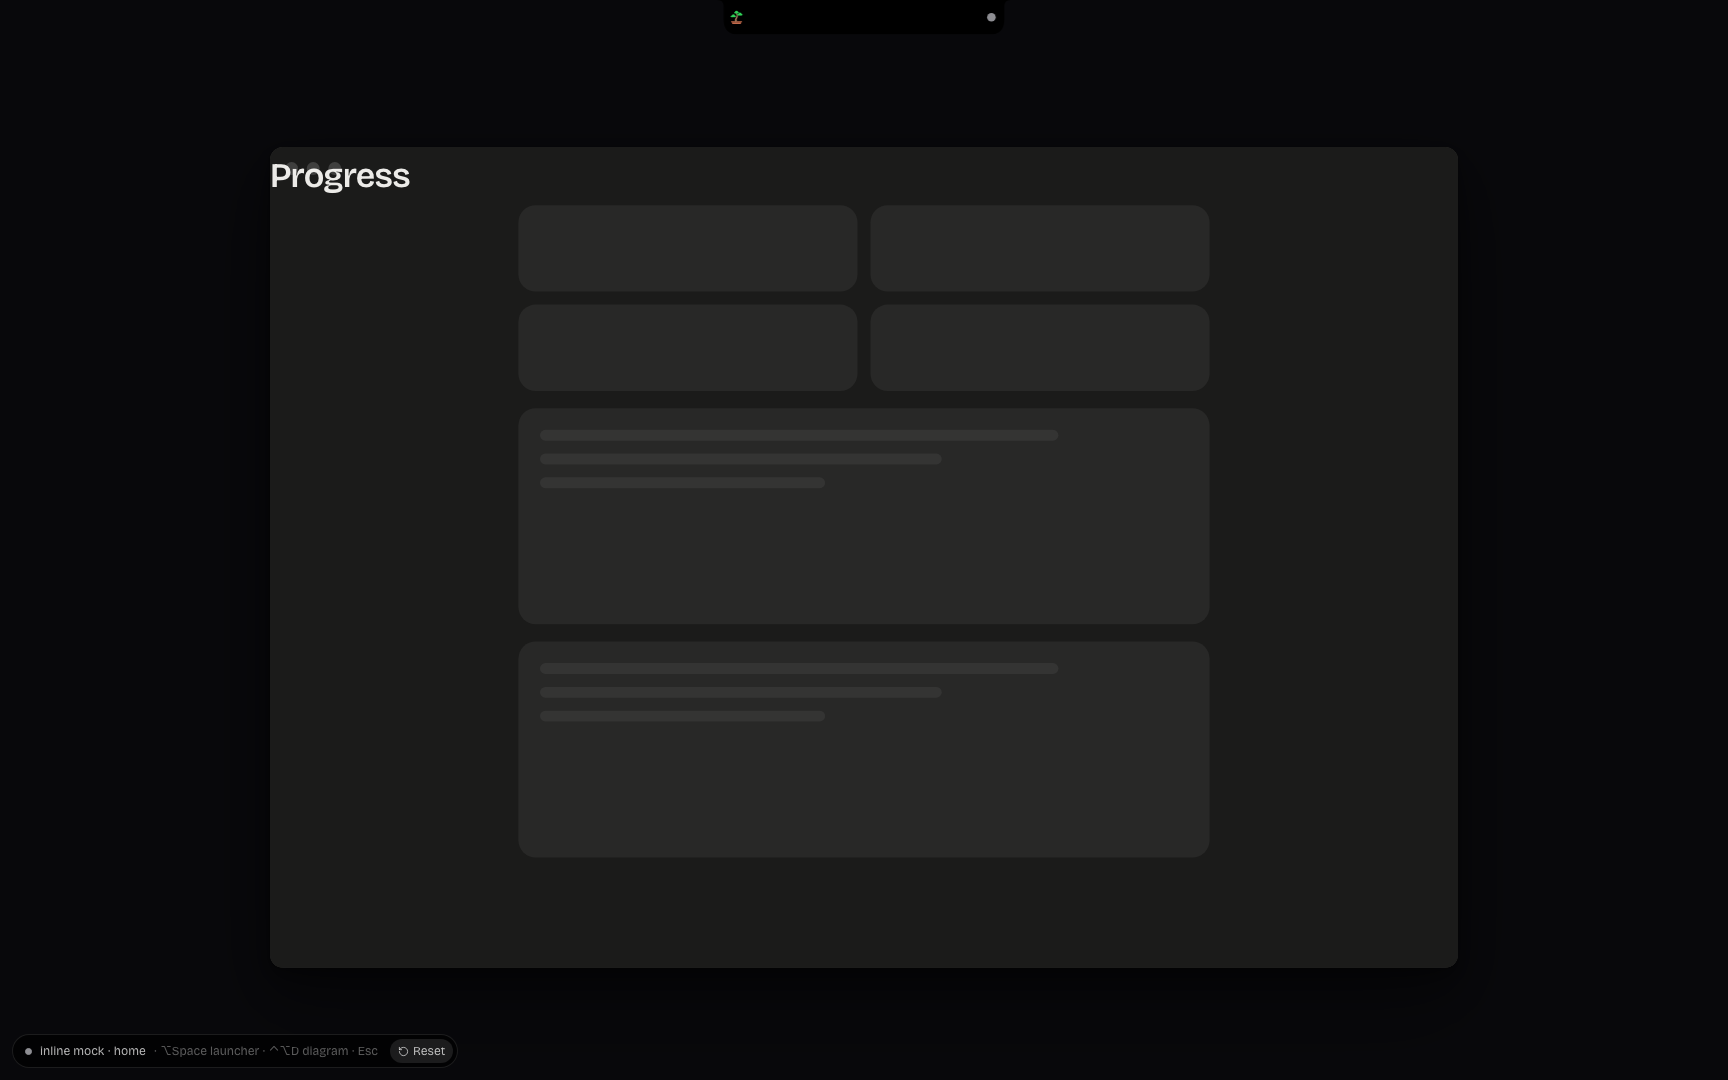 Progress
inline mock · home · ⌥Space launcher · ^⌥D diagram · Esc Reset